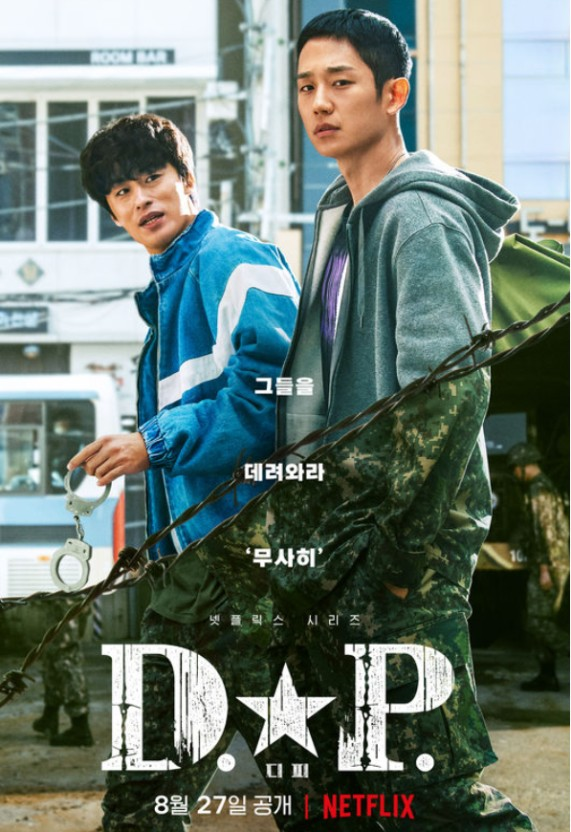 ROOM BAR
그들을
데려와라
‘무사히’
넷플릭스 시리즈
D.★P.
디피
8월 27일 공개 | NETFLIX